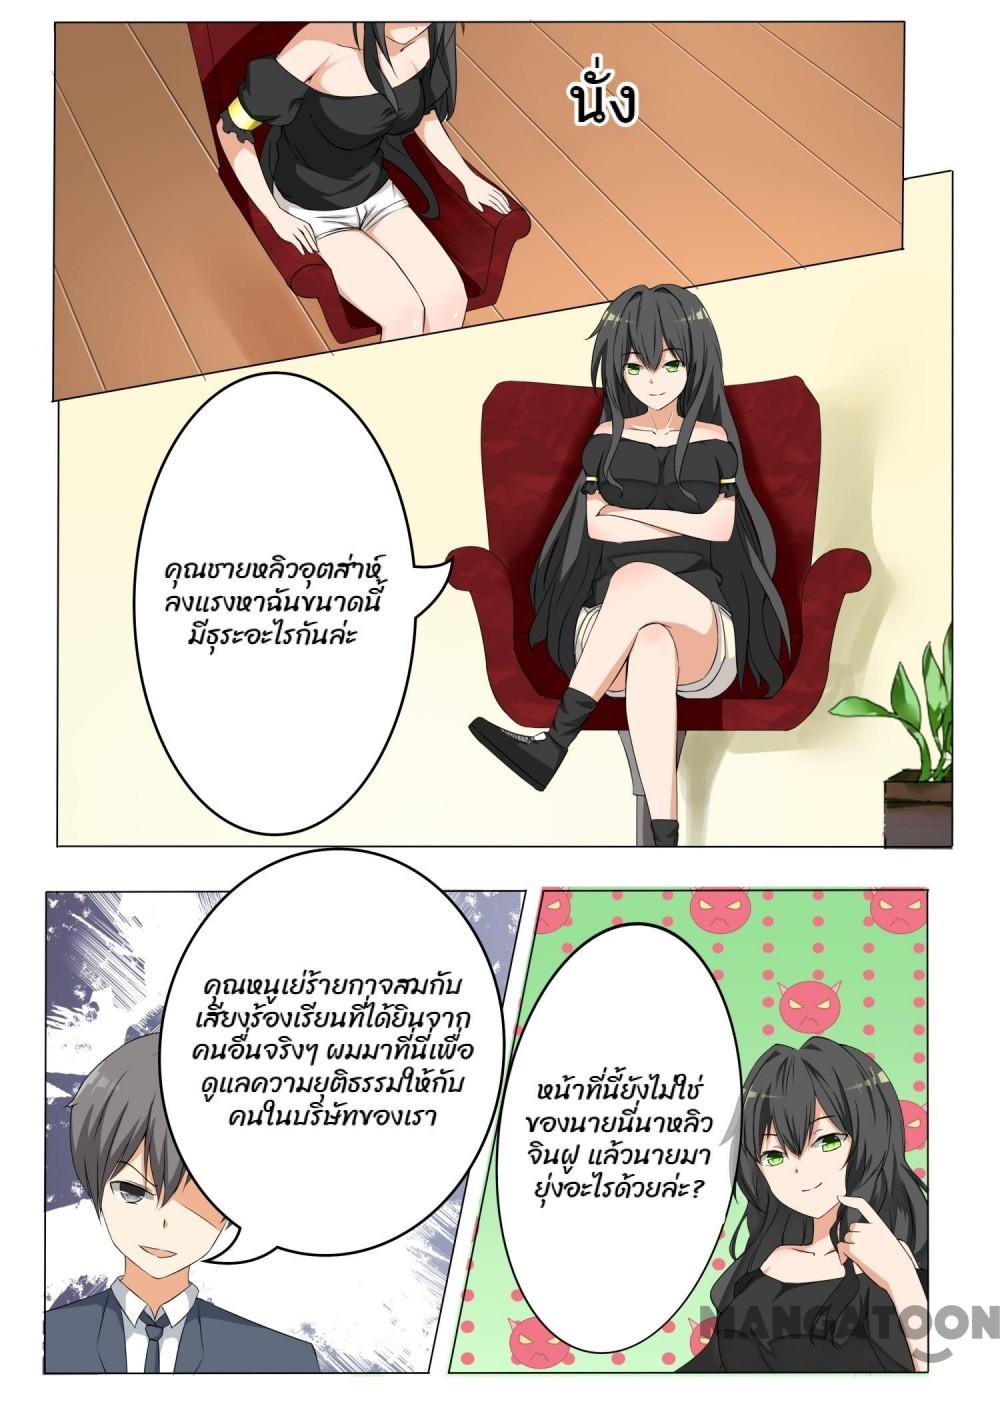 นั่ง
คุณชายหลิวอุตส่าห์
ลงแรงหาฉันขนาดนี้
มีธุระอะไรกันล่ะ
คุณหนูเย่ร้ายกาจสมกับ
เสียงร้องเรียนที่ได้ยินจาก
คนอื่นจริงๆ ผมมาที่นี่เพื่อ
ดูแลความยุติธรรมให้กับ
คนในบริษัทของเรา
หน้าที่นี้ยังไม่ใช่
ของนายนี่นาหลิว
จินฝู แล้วนายมา
ยุ่งอะไรด้วยล่ะ?
MANGATOON